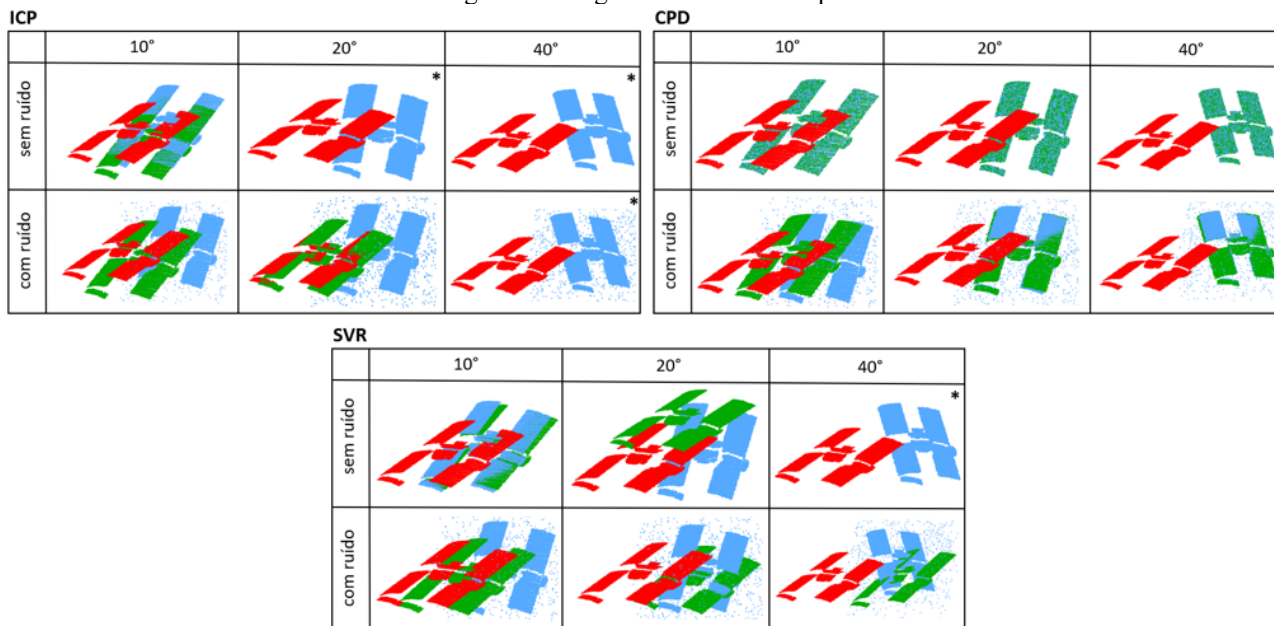 ICP
10° 20° 40°
sem ruído * *
com ruído *
CPD
10° 20° 40°
sem ruído
com ruído
SVR
10° 20° 40°
sem ruído *
com ruído